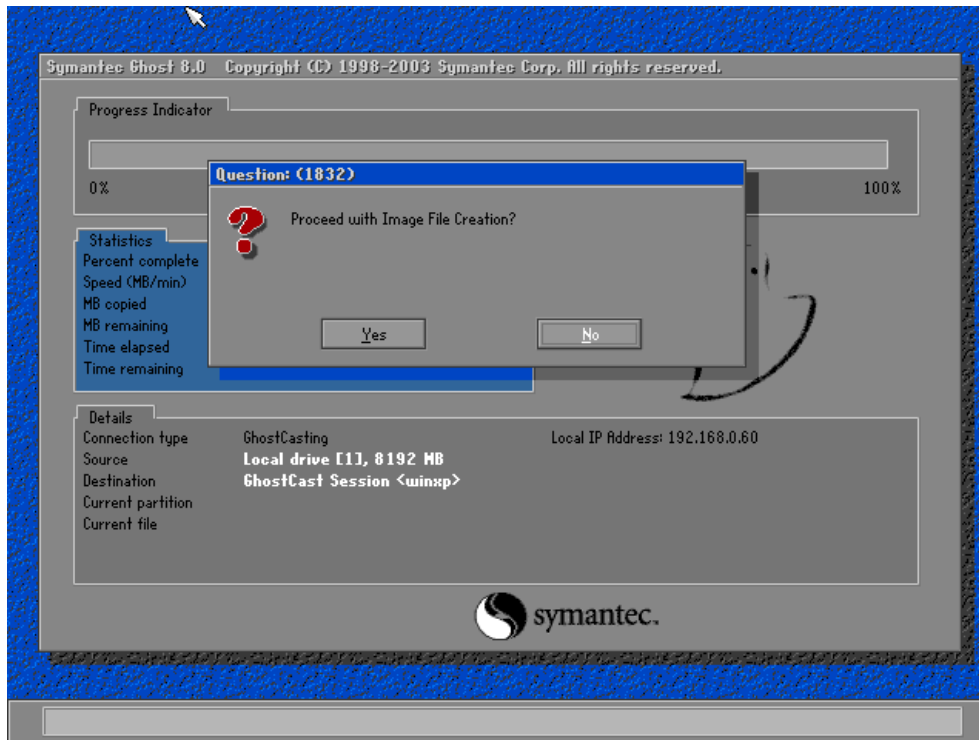 Symantec Ghost 8.0 Copyright (C) 1998-2003 Symantec Corp. All rights reserved.
Progress Indicator
0%
100%
Question: (1832)
Proceed with Image File Creation?
Yes
No
Statistics
Percent complete
Speed (MB/min)
MB copied
MB remaining
Time elapsed
Time remaining
Details
Connection type GhostCasting Local IP Address: 192.168.0.60
Source Local drive [1], 8192 MB
Destination GhostCast Session <winxp>
Current partition
Current file
symantec.